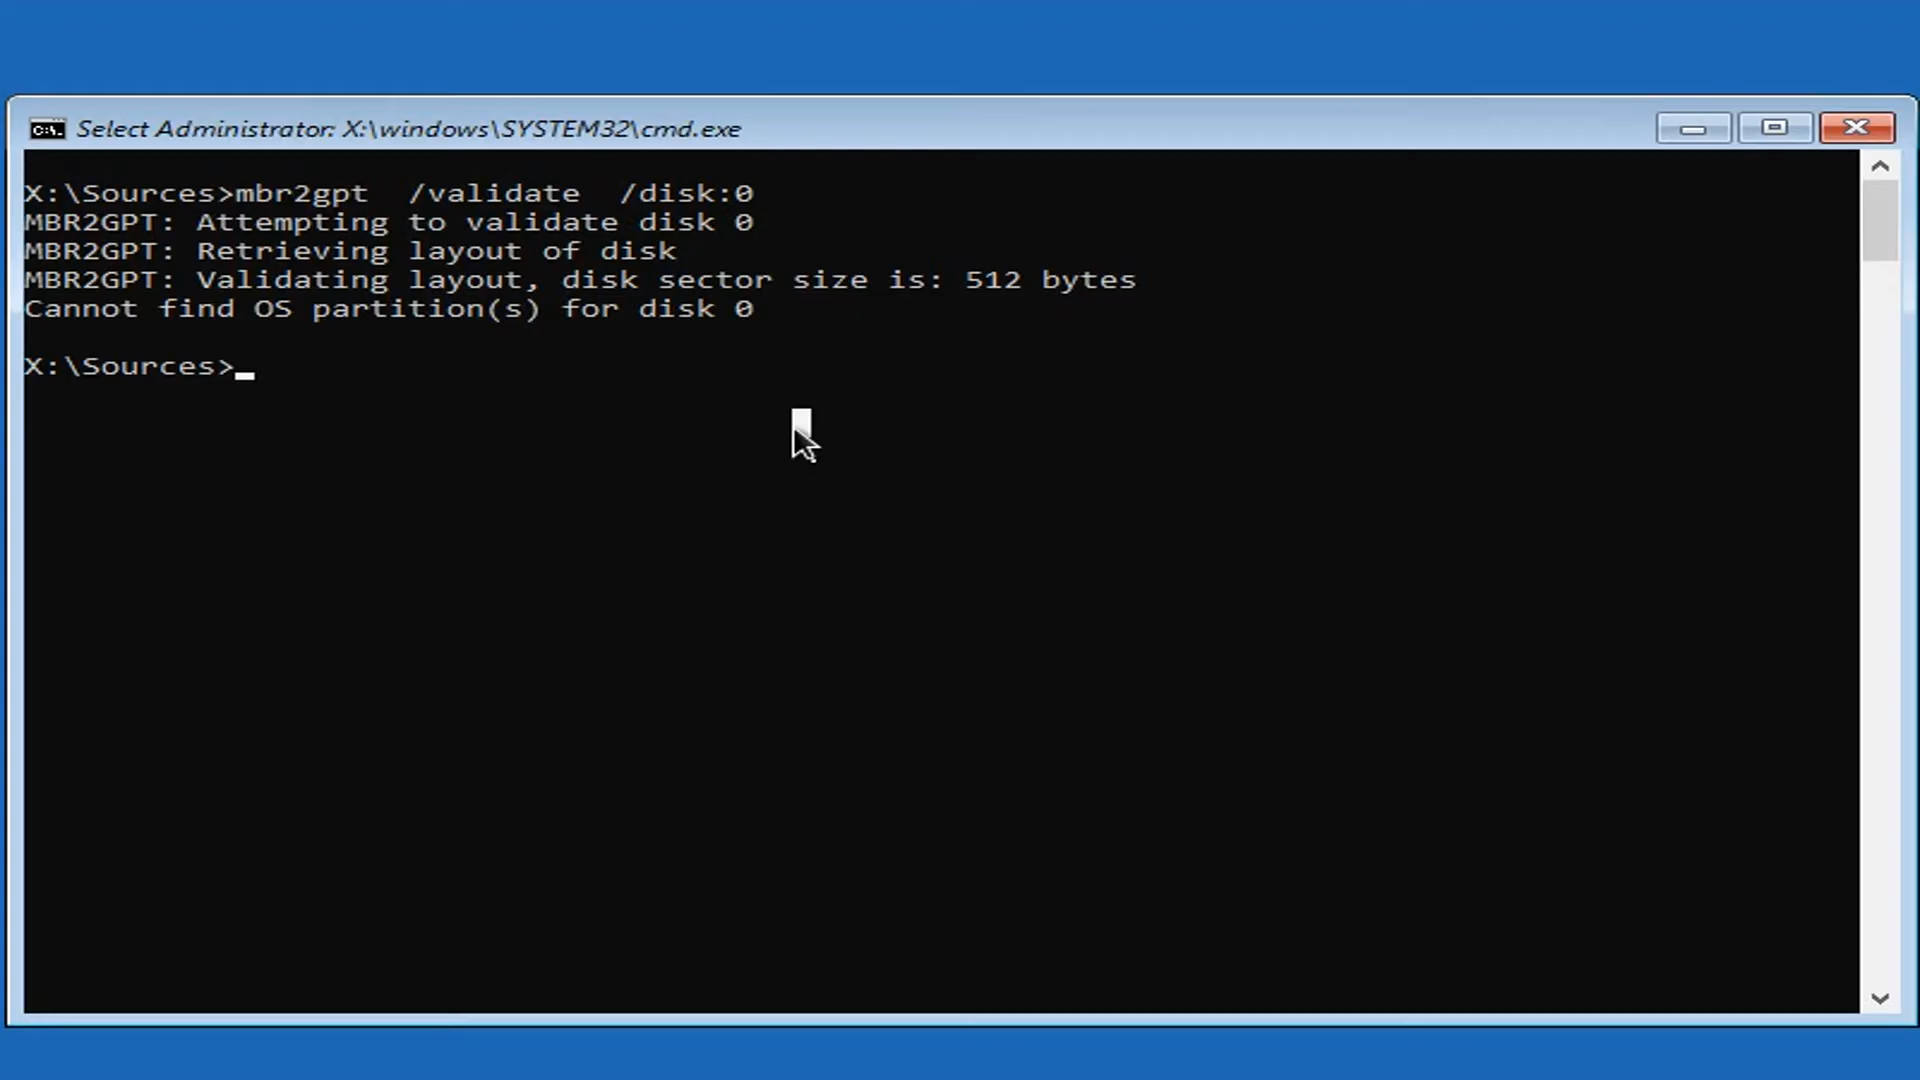 Select Administrator: X:\windows\SYSTEM32\cmd.exe
X:\Sources>mbr2gpt  /validate  /disk:0
MBR2GPT: Attempting to validate disk 0
MBR2GPT: Retrieving layout of disk
MBR2GPT: Validating layout, disk sector size is: 512 bytes
Cannot find OS partition(s) for disk 0
X:\Sources>